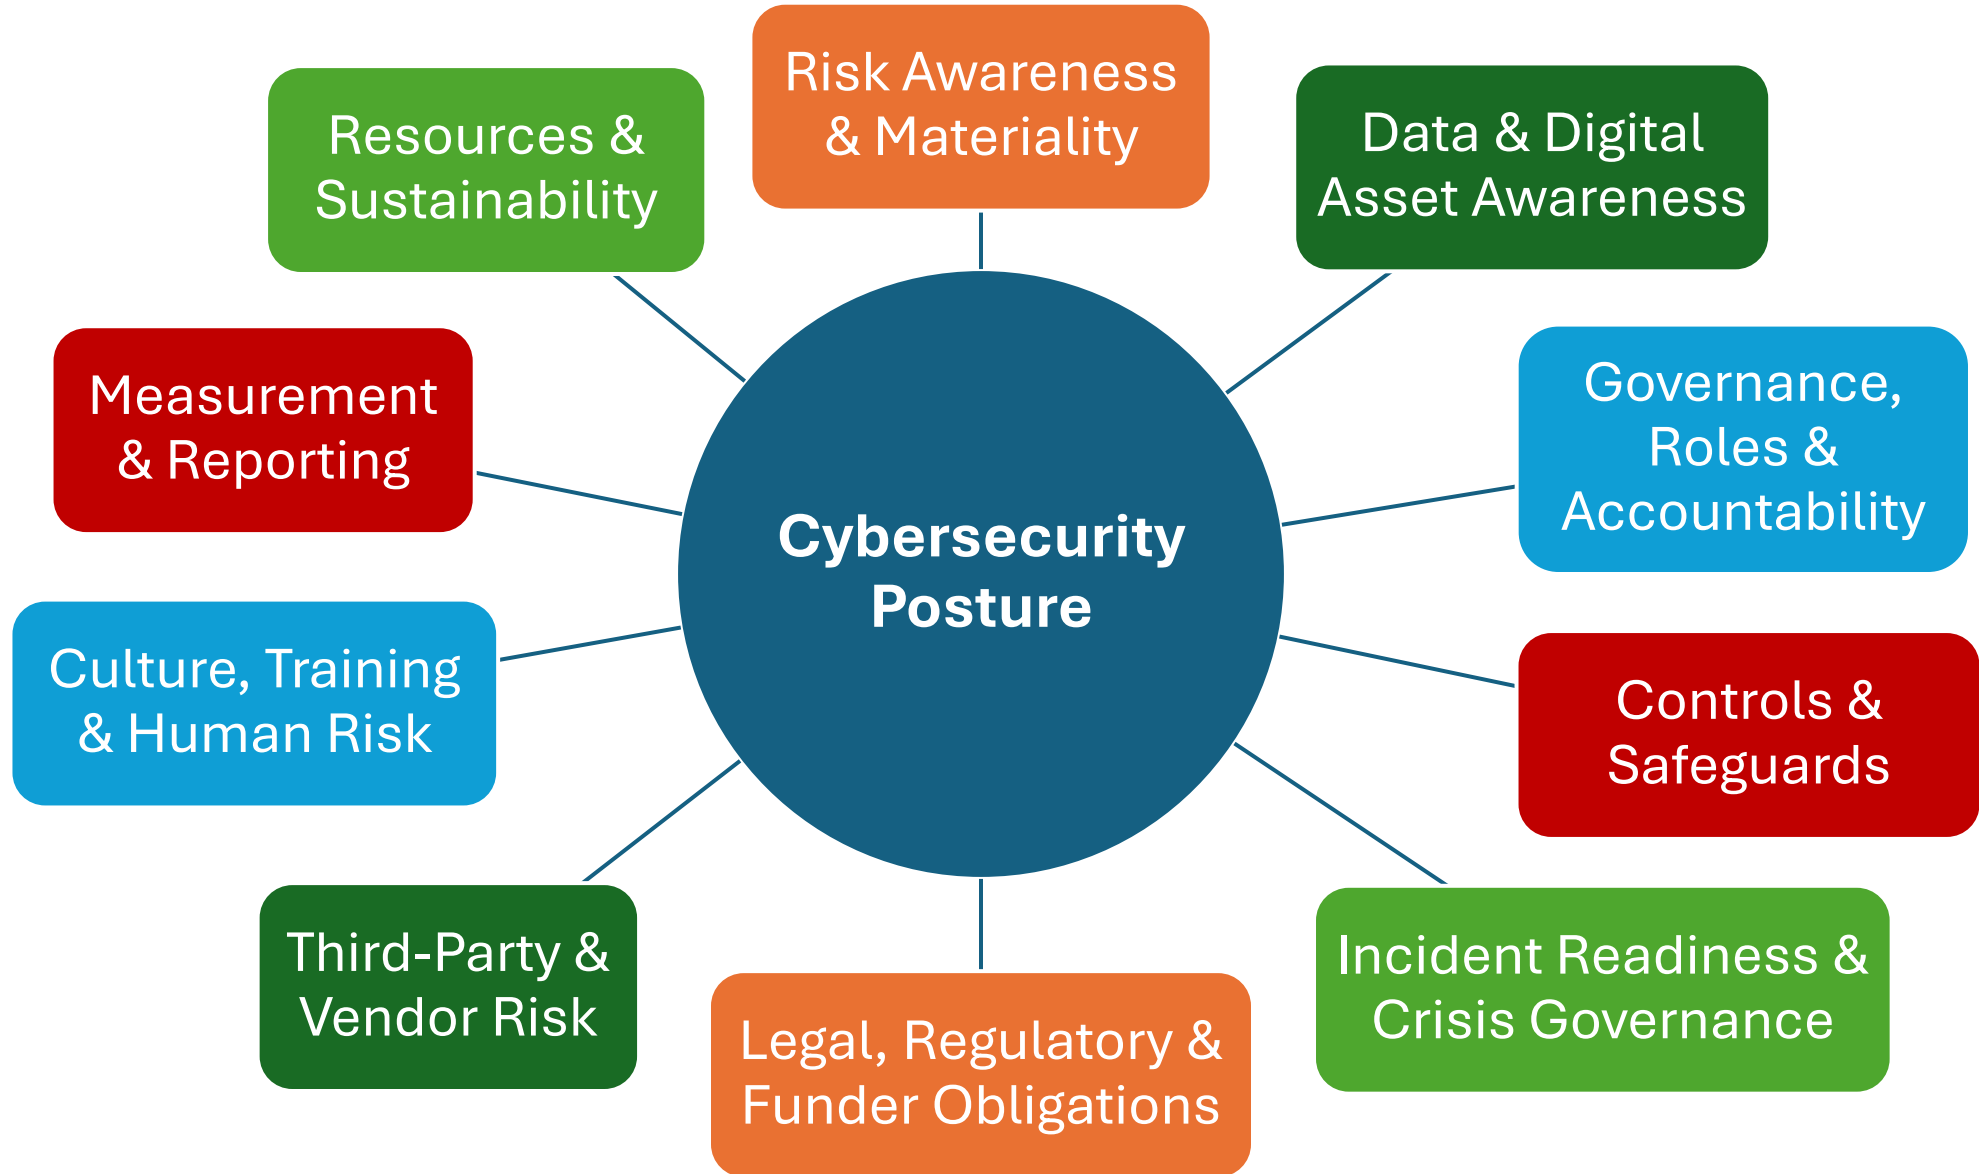 Risk Awareness
& Materiality
Data & Digital
Asset Awareness
Governance,
Roles &
Accountability
Controls &
Safeguards
Incident Readiness &
Crisis Governance
Legal, Regulatory &
Funder Obligations
Third-Party &
Vendor Risk
Culture, Training
& Human Risk
Measurement
& Reporting
Resources &
Sustainability
Cybersecurity
Posture